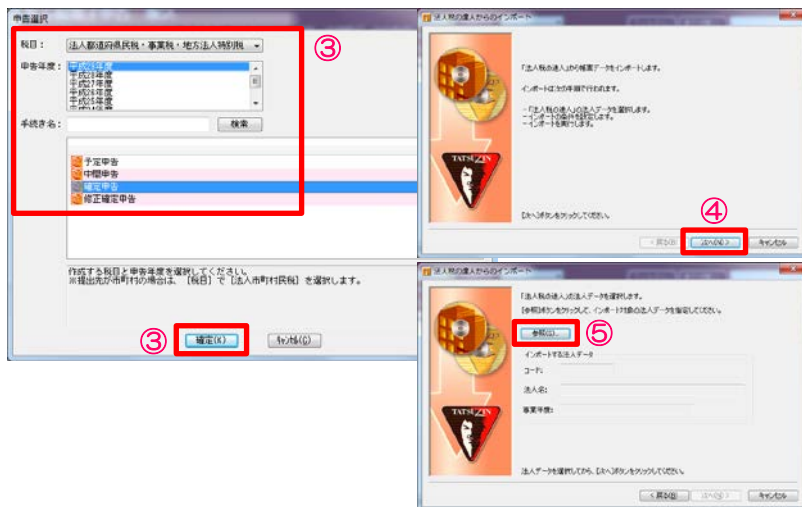 申告選択
税目：
法人都道府県民税・事業税・地方法人特別税
③
申告年度：
平成28年度
平成27年度
平成26年度
平成25年度
手続き名：
検索
予定申告
中間申告
確定申告
修正確定申告
作成する税目と申告年度を選択してください。
※提出先が市町村の場合は、［税目］で［法人市町村民税］を選択します。
③
確定(K)
ｷｬﾝｾﾙ(C)
法人税の達人からのインポート
「法人税の達人」から帳票データをインポートします。
インポートは次の手順で行われます。
-「法人税の達人」の法人データを選択します。
-インポートの条件を設定します。
-インポートを実行します。
TATSUZIN
[次へ]ボタンをクリックしてください。
④
< 戻る(B)
次へ(N) >
キャンセル
法人税の達人からのインポート
「法人税の達人」の法人データを選択します。
[参照]ボタンをクリックして、インポート対象の法人データを指定してください。
参照(L)...
⑤
インポートする法人データ
コード：
法人名：
事業年度：
TATSUZIN
法人データを選択してから、[次へ]ボタンをクリックしてください。
< 戻る(B)
次へ(N) >
キャンセル